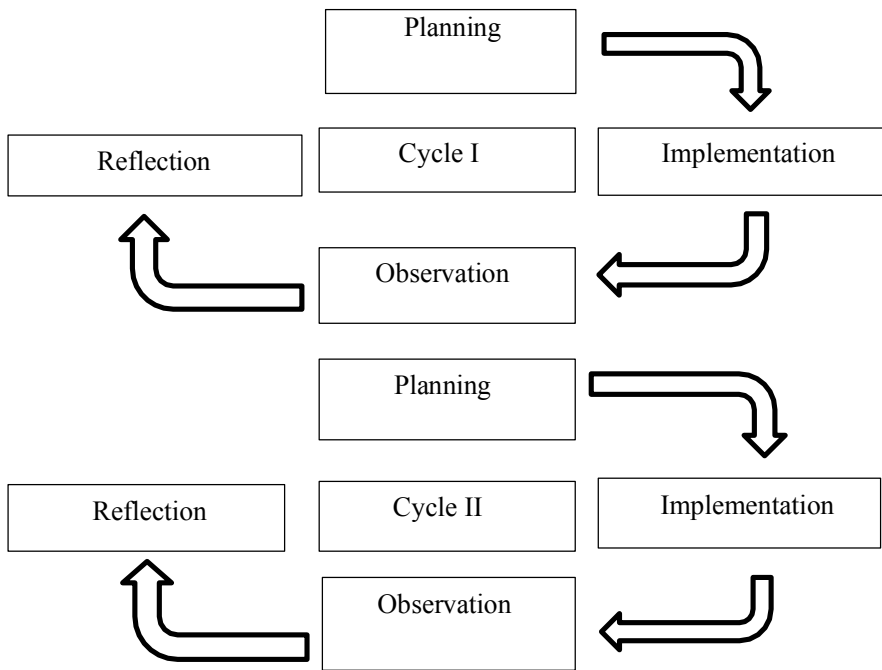 Planning
Reflection
Cycle I
Implementation
Observation
Planning
Reflection
Cycle II
Implementation
Observation